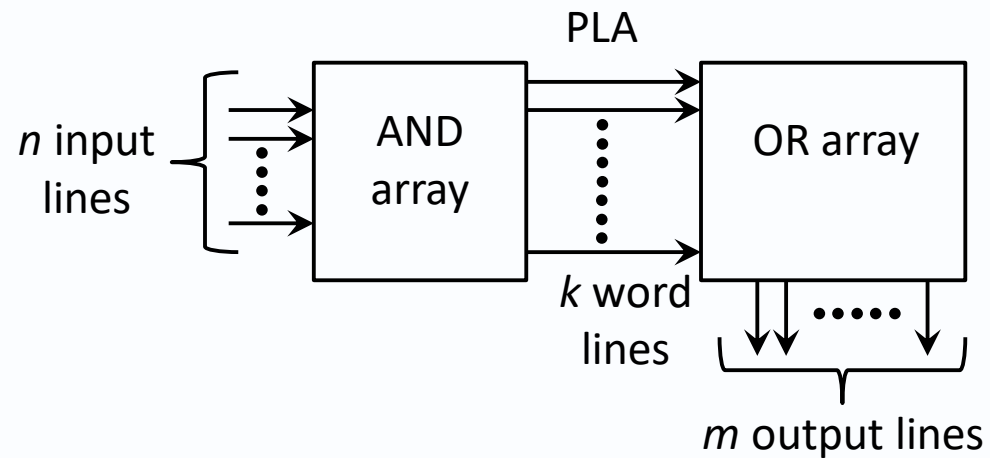 PLA
n input
lines
AND
array
OR array
k word
lines
m output lines